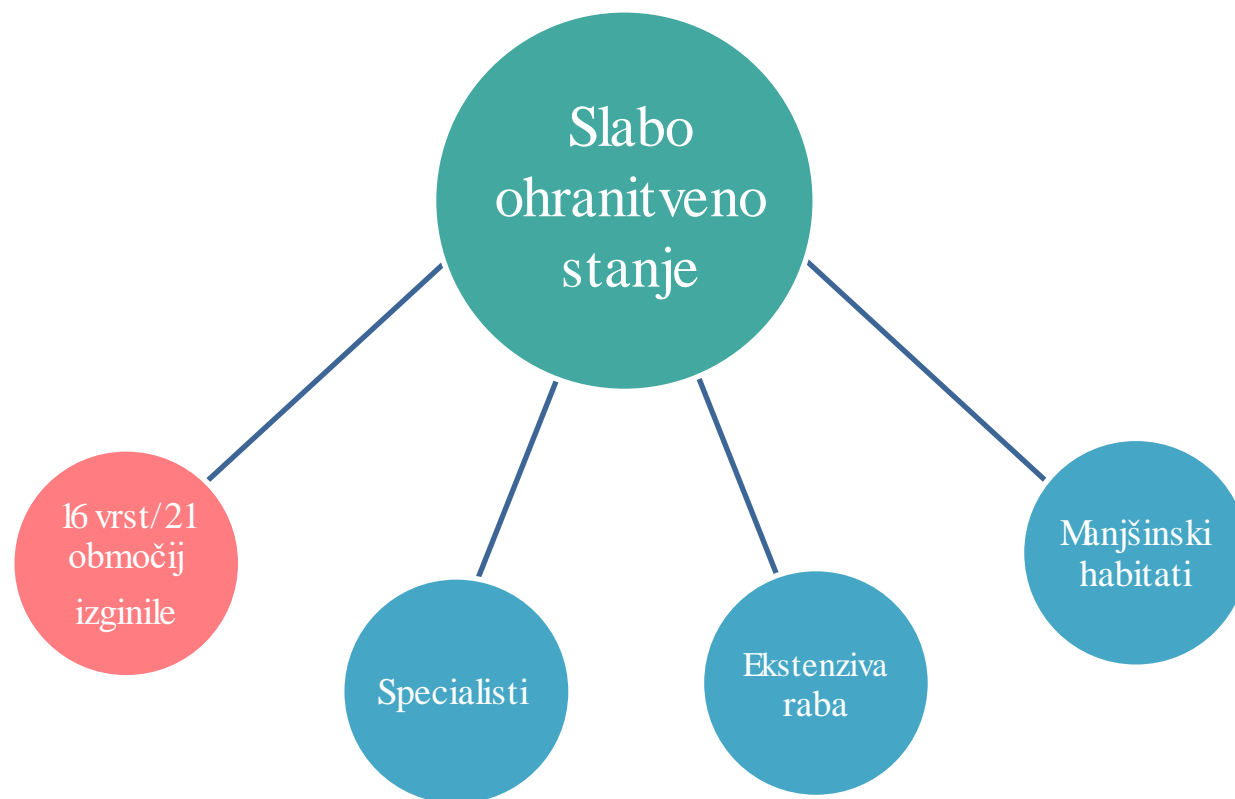 Slabo
ohranitveno
stanje
16 vrst/21
območij
izginile
Specialisti
Ekstenziva
raba
Manjšinski
habitati